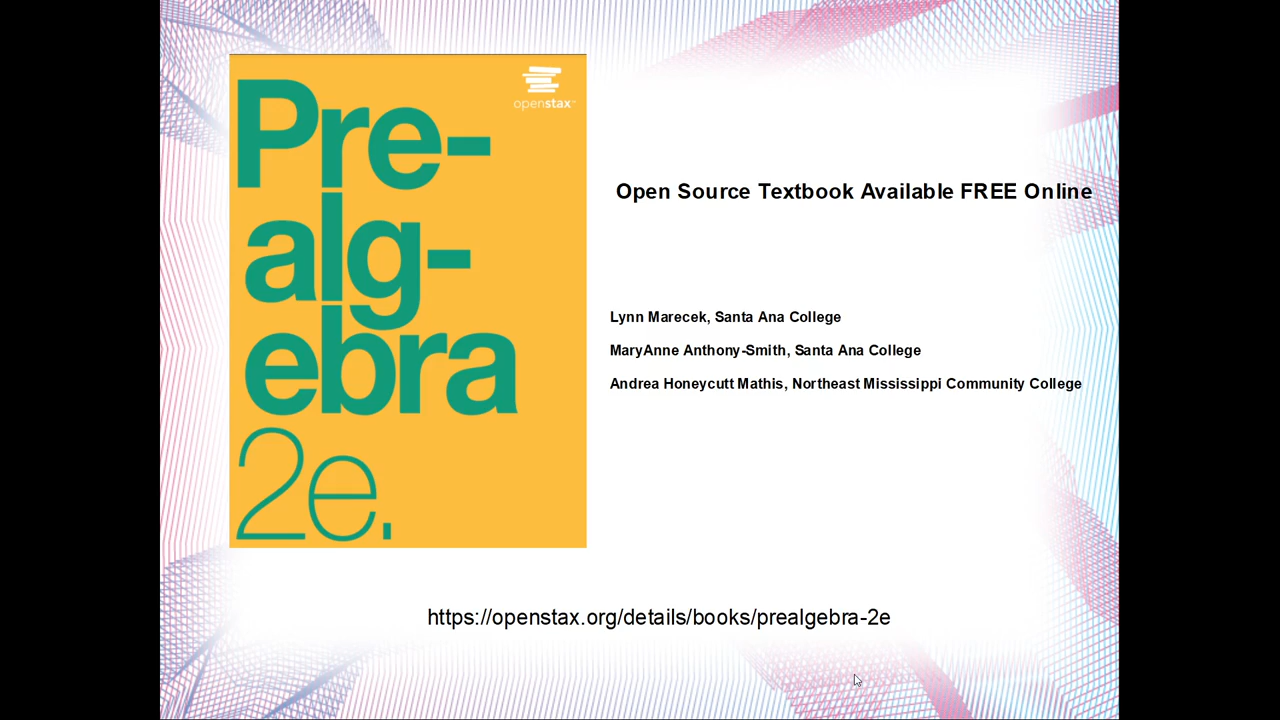 Pre-
alg-
ebra
2e.
openstax™
Open Source Textbook Available FREE Online
Lynn Marecek, Santa Ana College
MaryAnne Anthony-Smith, Santa Ana College
Andrea Honeycutt Mathis, Northeast Mississippi Community College
https://openstax.org/details/books/prealgebra-2e